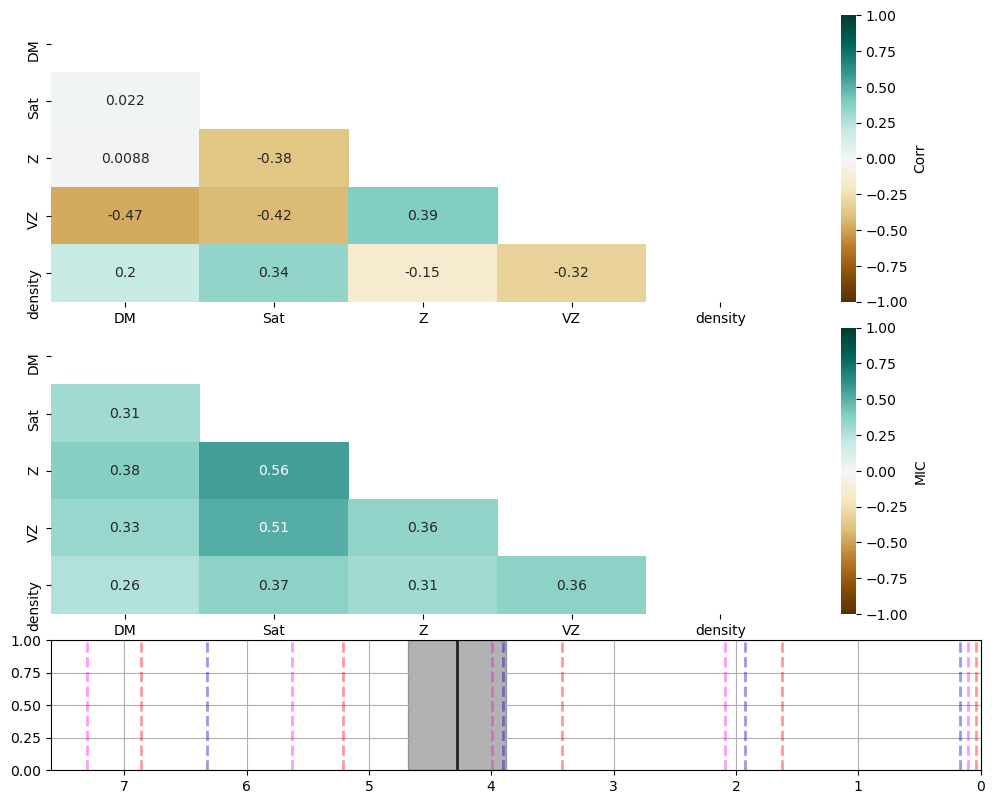 DM
Sat
Z
VZ
density
0.022
0.0088 -0.38
-0.47 -0.42 0.39
0.2 0.34 -0.15 -0.32
DM Sat Z VZ density
1.00
0.75
0.50
0.25
0.00
−0.25
−0.50
−0.75
−1.00
Corr
DM
Sat
Z
VZ
density
0.31
0.38 0.56
0.33 0.51 0.36
0.26 0.37 0.31 0.36
DM Sat Z VZ density
1.00
0.75
0.50
0.25
0.00
−0.25
−0.50
−0.75
−1.00
MIC
1.00
0.75
0.50
0.25
0.00
7 6 5 4 3 2 1 0